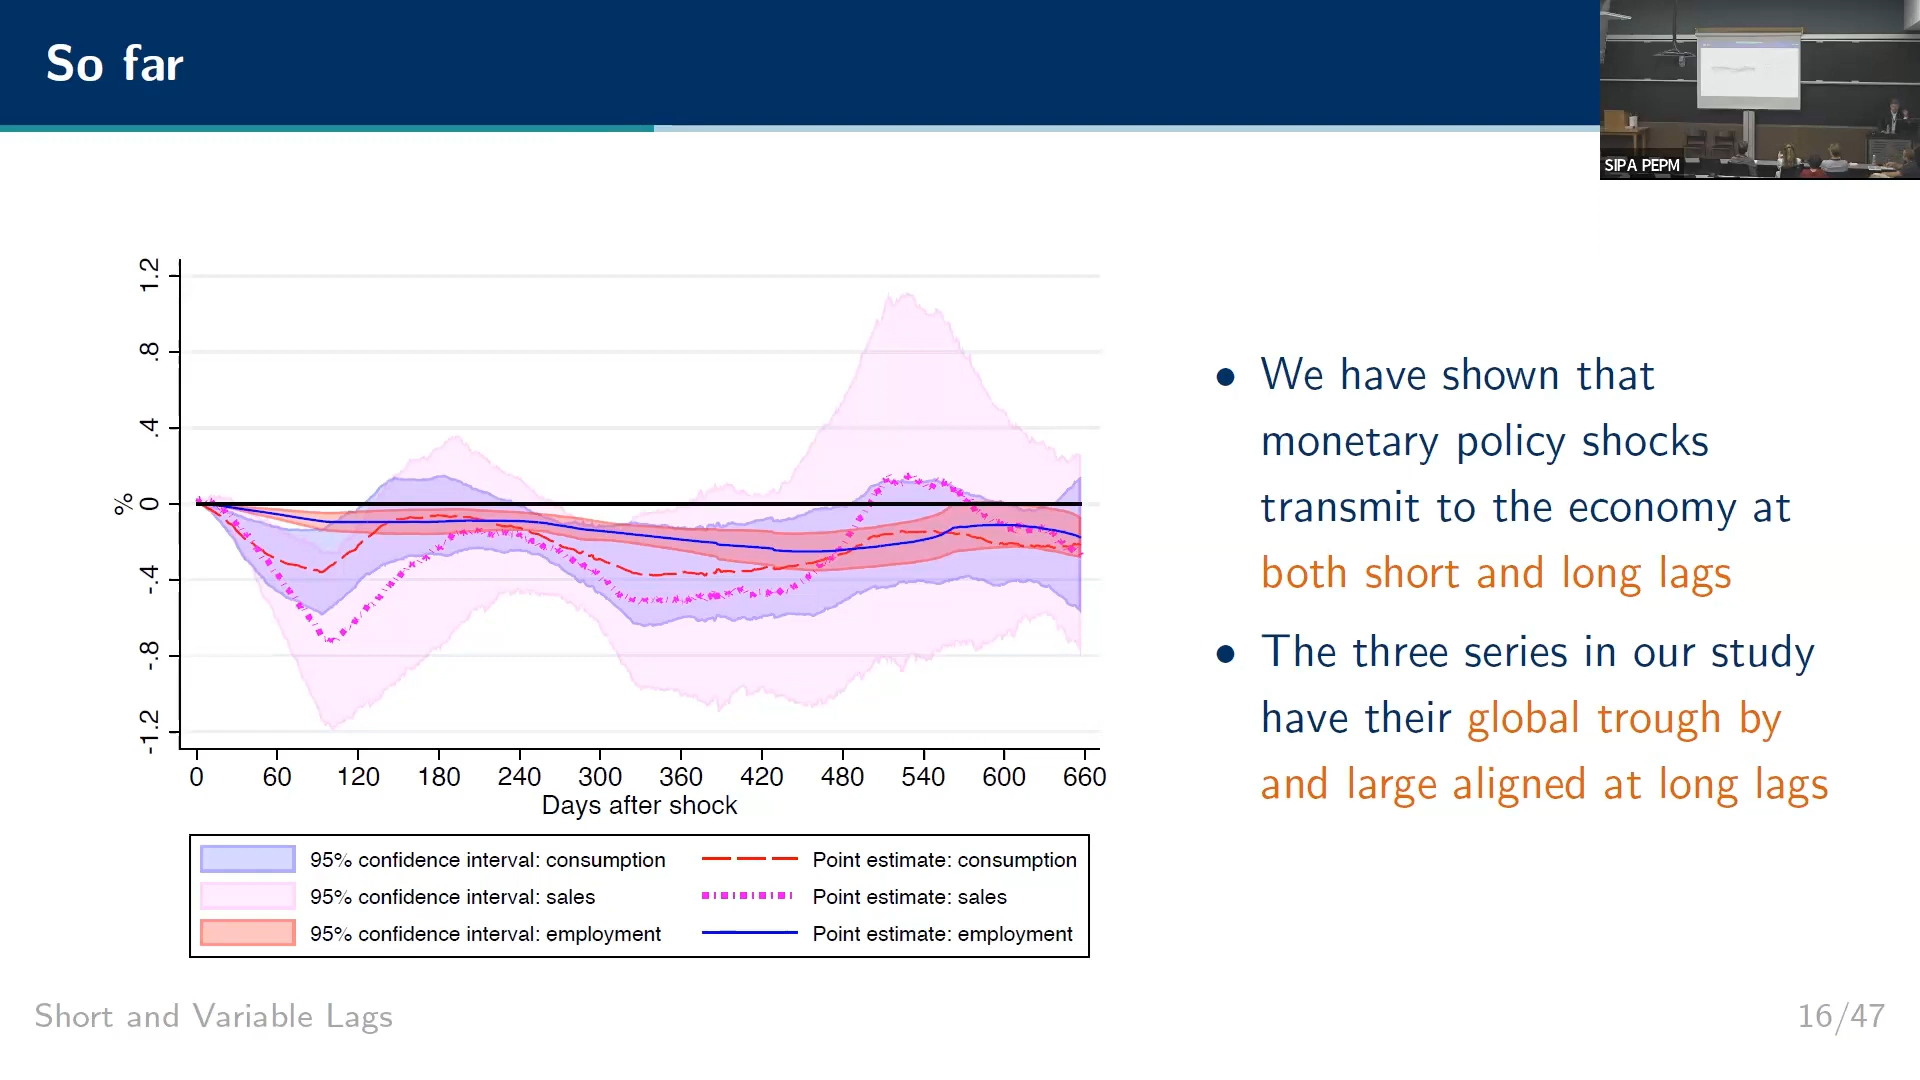 So far
SIPA PEPM
1.2
.8
.4
0
-.4
-.8
-1.2
%
0 60 120 180 240 300 360 420 480 540 600 660
Days after shock
95% confidence interval: consumption
Point estimate: consumption
95% confidence interval: sales
Point estimate: sales
95% confidence interval: employment
Point estimate: employment
• We have shown that
monetary policy shocks
transmit to the economy at
both short and long lags
• The three series in our study
have their global trough by
and large aligned at long lags
Short and Variable Lags
16/47